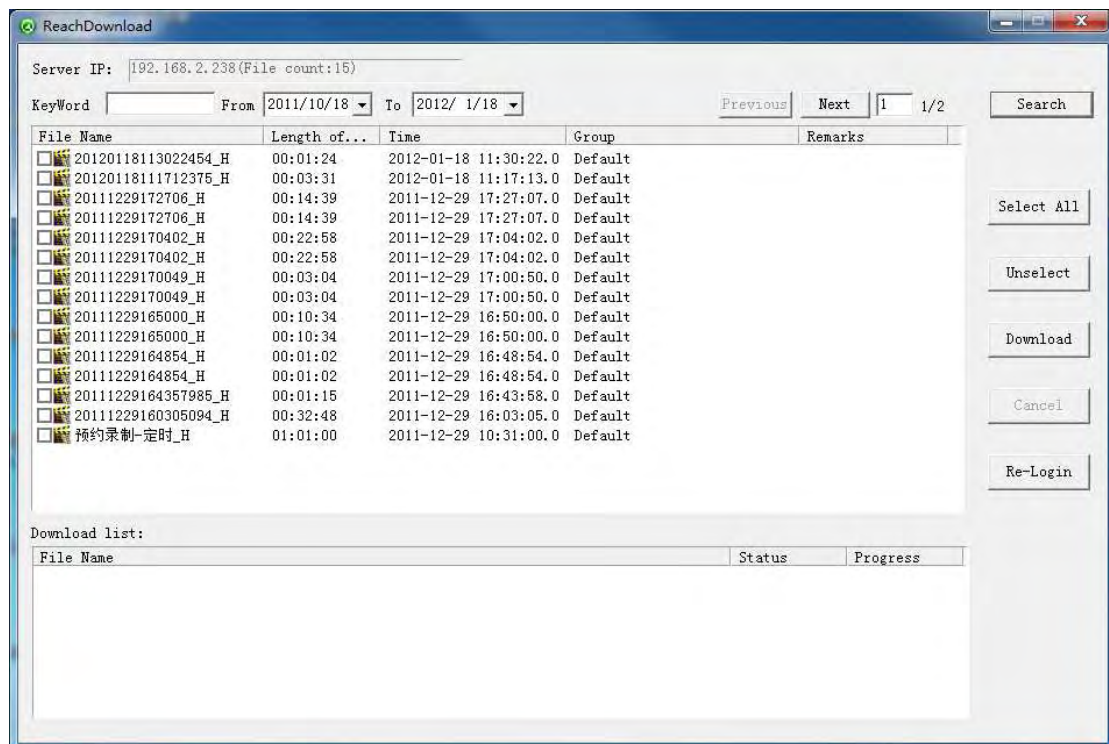 ReachDownload
Server IP: 192.168.2.238(File count:15)
KeyWord From 2011/10/18 To 2012/ 1/18 Previous Next 1 1/2 Search
File Name Length of... Time Group Remarks
20120118113022454_H 00:01:24 2012-01-18 11:30:22.0 Default
20120118111712375_H 00:03:31 2012-01-18 11:17:13.0 Default
20111229172706_H 00:14:39 2011-12-29 17:27:07.0 Default
20111229172706_H 00:14:39 2011-12-29 17:27:07.0 Default
20111229170402_H 00:22:58 2011-12-29 17:04:02.0 Default
20111229170402_H 00:22:58 2011-12-29 17:04:02.0 Default
20111229170049_H 00:03:04 2011-12-29 17:00:50.0 Default
20111229170049_H 00:03:04 2011-12-29 17:00:50.0 Default
20111229165000_H 00:10:34 2011-12-29 16:50:00.0 Default
20111229165000_H 00:10:34 2011-12-29 16:50:00.0 Default
20111229164854_H 00:01:02 2011-12-29 16:48:54.0 Default
20111229164854_H 00:01:02 2011-12-29 16:48:54.0 Default
20111229164357985_H 00:01:15 2011-12-29 16:43:58.0 Default
20111229160305094_H 00:32:48 2011-12-29 16:03:05.0 Default
预约录制-定时_H 01:01:00 2011-12-29 10:31:00.0 Default
Select All
Unselect
Download
Cancel
Re-Login
Download list:
File Name Status Progress